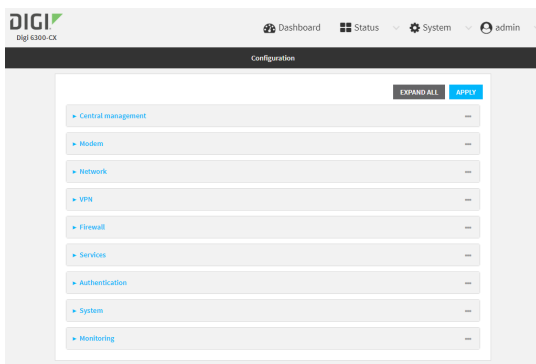 DIGI
Digi 6300-CX
Dashboard Status System admin
Configuration
EXPAND ALL APPLY
Central management
Modem
Network
VPN
Firewall
Services
Authentication
System
Monitoring